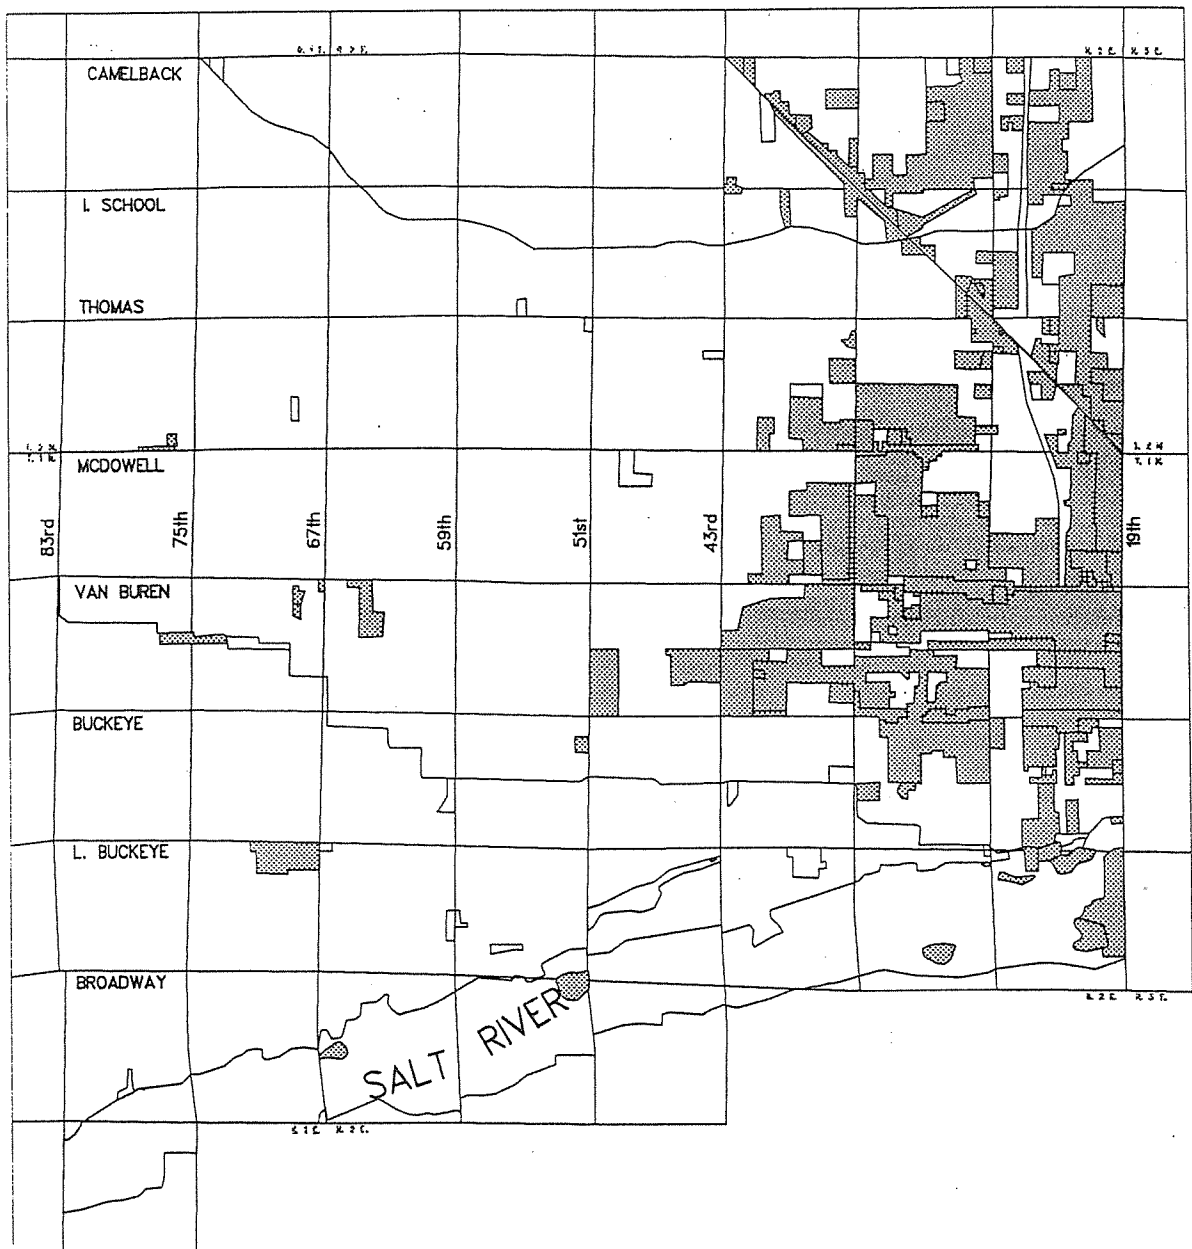 CAMELBACK
I. SCHOOL
THOMAS
MCDOWELL
83rd
75th
67th
59th
51st
43rd
19th
VAN BUREN
BUCKEYE
L. BUCKEYE
BROADWAY
SALT RIVER